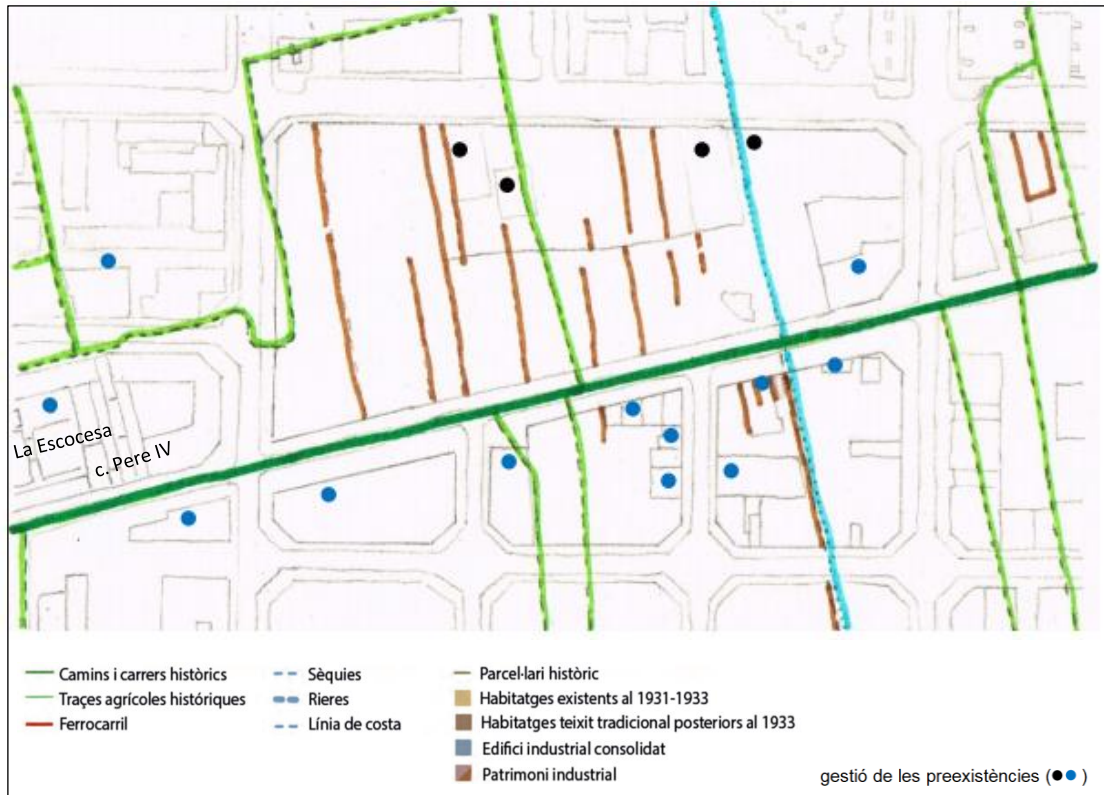 La Escocesa
c. Pere IV
Camins i carrers històrics
Traçes agrícoles històriques
Ferrocarril
Sèquies
Rieres
Línia de costa
Parcel·lari històric
Habitatges existents al 1931-1933
Habitatges teixit tradicional posteriors al 1933
Edifici industrial consolidat
Patrimoni industrial
gestió de les preexistències (●● )